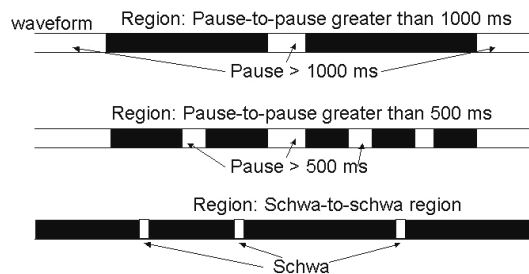 Region: Pause-to-pause greater than 1000 ms
waveform
Pause > 1000 ms
Region: Pause-to-pause greater than 500 ms
Pause > 500 ms
Region: Schwa-to-schwa region
Schwa